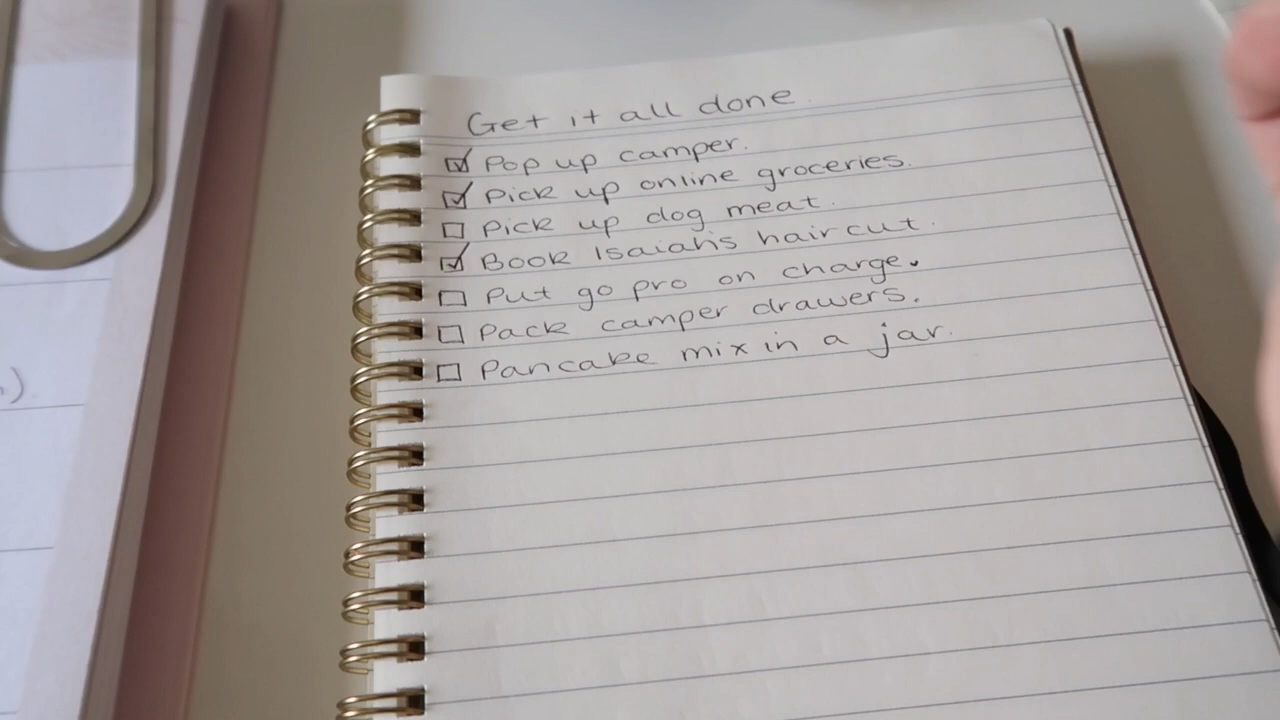 Get it all done
☑ Pop up camper.
☑ Pick up online groceries.
☐ Pick up dog meat.
☑ Book Isaiah's haircut.
☐ Put go pro on charge.
☐ Pack camper drawers.
☐ Pancake mix in a jar.
).